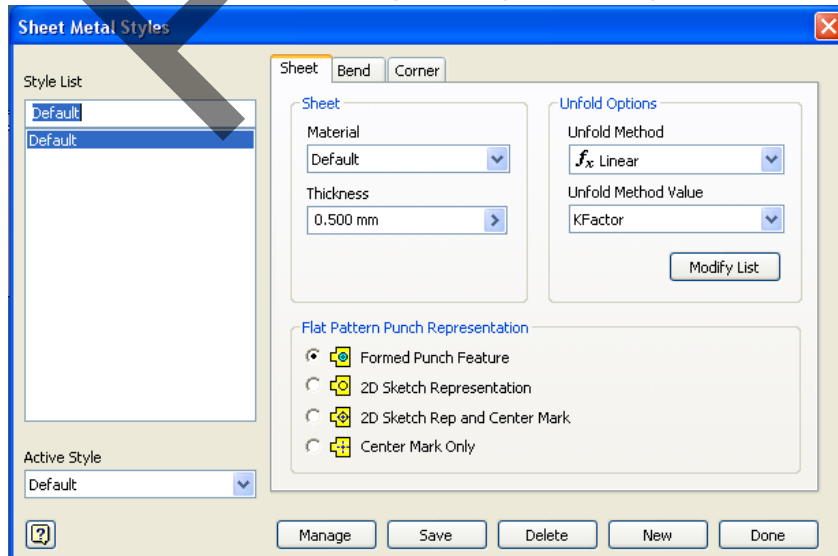 Sheet Metal Styles
Style List
Default
Default
Active Style
Default
Sheet Bend Corner
Sheet
Material
Default
Thickness
0.500 mm
Unfold Options
Unfold Method
fx Linear
Unfold Method Value
KFactor
Modify List
Flat Pattern Punch Representation
Formed Punch Feature
2D Sketch Representation
2D Sketch Rep and Center Mark
Center Mark Only
Manage Save Delete New Done